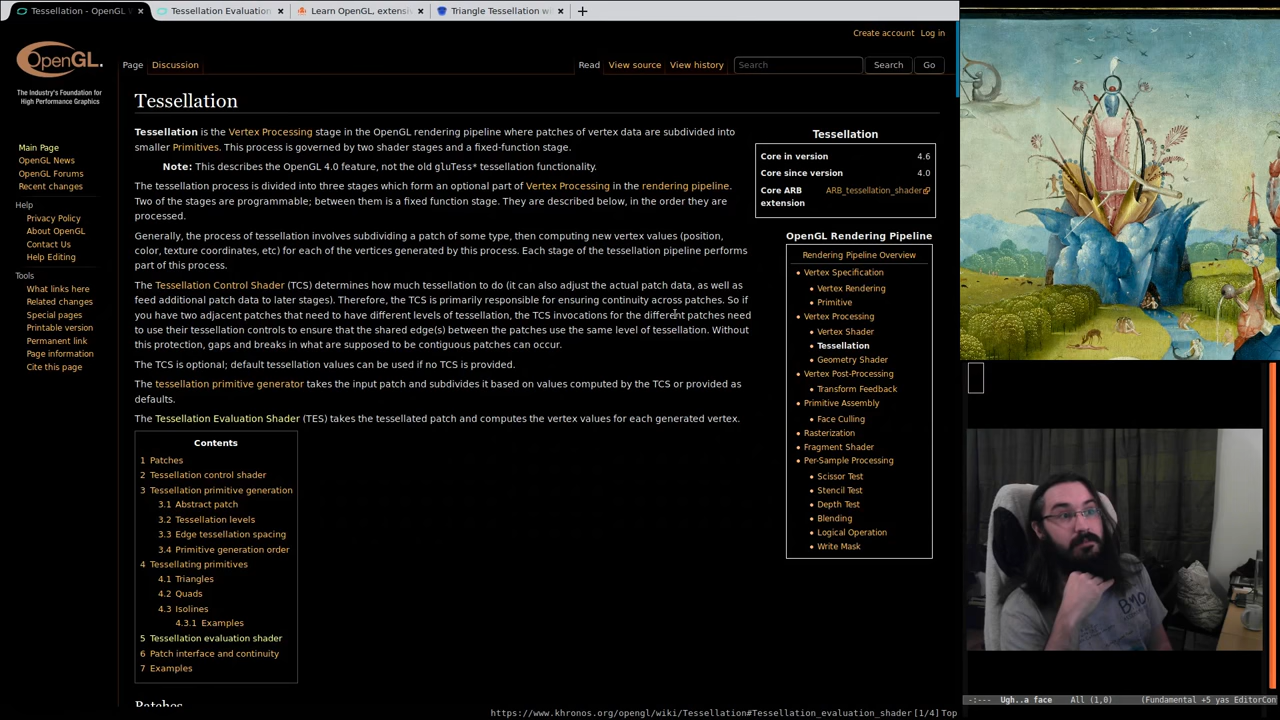 Tessellation - OpenGL W
Tessellation Evaluation
Learn OpenGL, extensiv
Triangle Tessellation wi
Create account Log in
Page Discussion Read View source View history Search Search Go
OpenGL.
The Industry's Foundation
for High Performance Graphics
Main Page
OpenGL News
OpenGL Forums
Recent changes
Help
Privacy Policy
About OpenGL
Contact Us
Help Editing
Tools
What links here
Related changes
Special pages
Printable version
Permanent link
Page information
Cite this page
Tessellation
Tessellation is the Vertex Processing stage in the OpenGL rendering pipeline where patches of vertex data are subdivided into
smaller Primitives. This process is governed by two shader stages and a fixed-function stage.
Note: This describes the OpenGL 4.0 feature, not the old gluTess* tessellation functionality.
The tessellation process is divided into three stages which form an optional part of Vertex Processing in the rendering pipeline.
Two of the stages are programmable; between them is a fixed function stage. They are described below, in the order they are
processed.
Generally, the process of tessellation involves subdividing a patch of some type, then computing new vertex values (position,
color, texture coordinates, etc) for each of the vertices generated by this process. Each stage of the tessellation pipeline performs
part of this process.
The Tessellation Control Shader (TCS) determines how much tessellation to do (it can also adjust the actual patch data, as well as
feed additional patch data to later stages). Therefore, the TCS is primarily responsible for ensuring continuity across patches. So if
you have two adjacent patches that need to have different levels of tessellation, the TCS invocations for the different patches need
to use their tessellation controls to ensure that the shared edge(s) between the patches use the same level of tessellation. Without
this protection, gaps and breaks in what are supposed to be contiguous patches can occur.
The TCS is optional; default tessellation values can be used if no TCS is provided.
The tessellation primitive generator takes the input patch and subdivides it based on values computed by the TCS or provided as
defaults.
The Tessellation Evaluation Shader (TES) takes the tessellated patch and computes the vertex values for each generated vertex.
Contents
1 Patches
2 Tessellation control shader
3 Tessellation primitive generation
3.1 Abstract patch
3.2 Tessellation levels
3.3 Edge tessellation spacing
3.4 Primitive generation order
4 Tessellating primitives
4.1 Triangles
4.2 Quads
4.3 Isolines
4.3.1 Examples
5 Tessellation evaluation shader
6 Patch interface and continuity
7 Examples
Patches
Tessellation
Core in version 4.6
Core since version 4.0
Core ARB ARB_tessellation_shader
extension
OpenGL Rendering Pipeline
Rendering Pipeline Overview
Vertex Specification
Vertex Rendering
Primitive
Vertex Processing
Vertex Shader
Tessellation
Geometry Shader
Vertex Post-Processing
Transform Feedback
Primitive Assembly
Face Culling
Rasterization
Fragment Shader
Per-Sample Processing
Scissor Test
Stencil Test
Depth Test
Blending
Logical Operation
Write Mask
BMO
-:--- Ugh..a face All (1,0) (Fundamental +5 yas EditorCon
https://www.khronos.org/opengl/wiki/Tessellation#Tessellation_evaluation_shader [1/4] Top